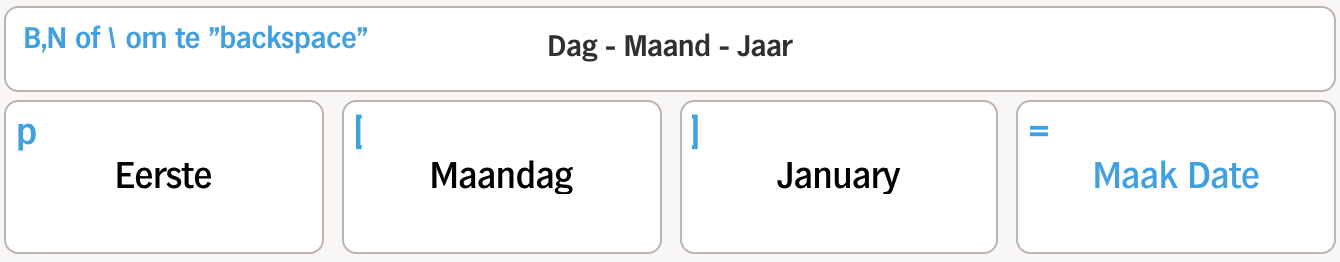 B,N of \ om te ”backspace”
Dag - Maand - Jaar
p
Eerste
[
Maandag
]
January
=
Maak Date